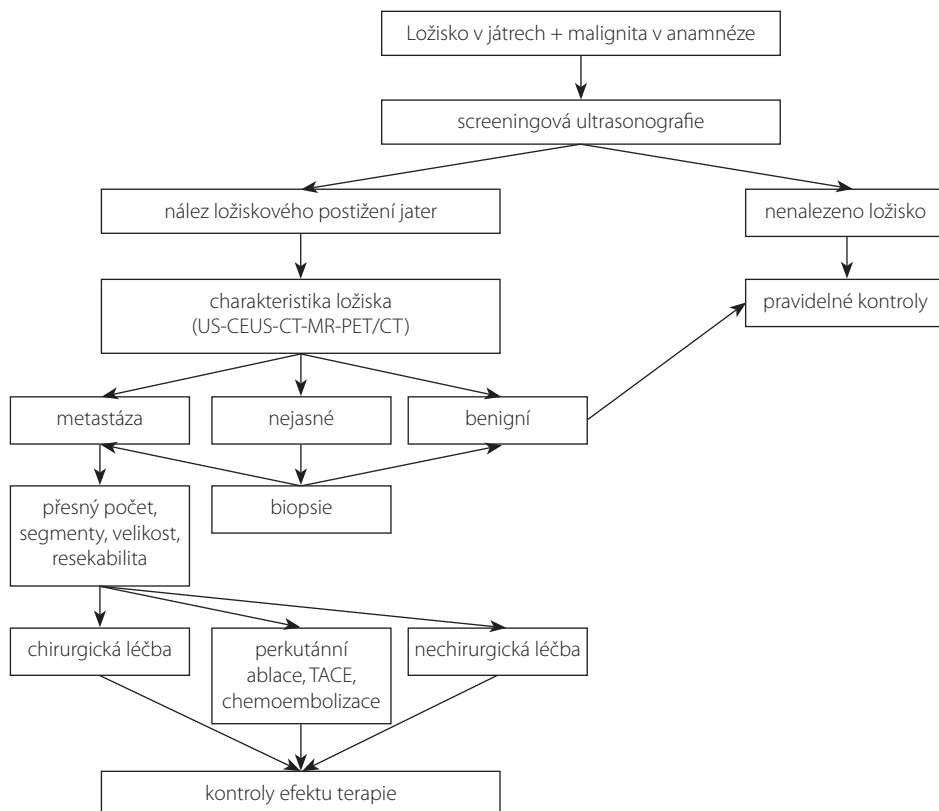 Ložisko v játrech + malignita v anamnéze
screeningová ultrasonografie
nález ložiskového postižení jater
nenalezeno ložisko
charakteristika ložiska
(US-CEUS-CT-MR-PET/CT)
pravidelné kontroly
metastáza
nejasné
benigní
přesný počet,
segmenty, velikost,
resekabilita
biopsie
chirurgická léčba
perkutánní
ablace, TACE,
chemoembolizace
nechirurgická léčba
kontroly efektu terapie